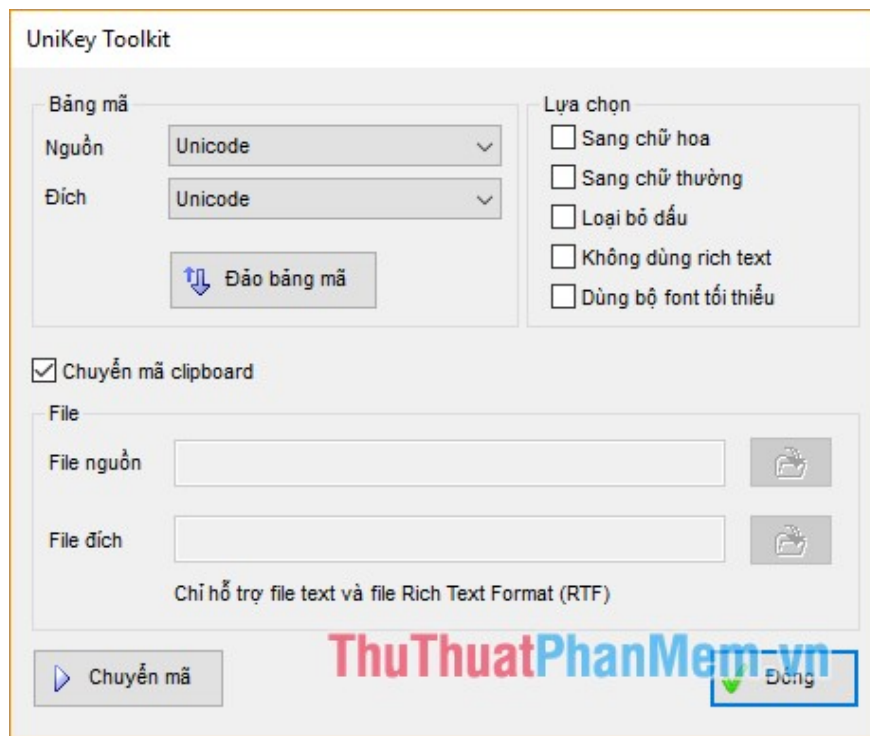 UniKey Toolkit
Bảng mã
Nguồn
Unicode
Đích
Unicode
Đảo bảng mã
Lựa chọn
Sang chữ hoa
Sang chữ thường
Loại bỏ dấu
Không dùng rich text
Dùng bộ font tối thiểu
Chuyển mã clipboard
File
File nguồn
File đích
Chỉ hỗ trợ file text và file Rich Text Format (RTF)
Chuyển mã
Đóng
ThuThuatPhanMem.vn